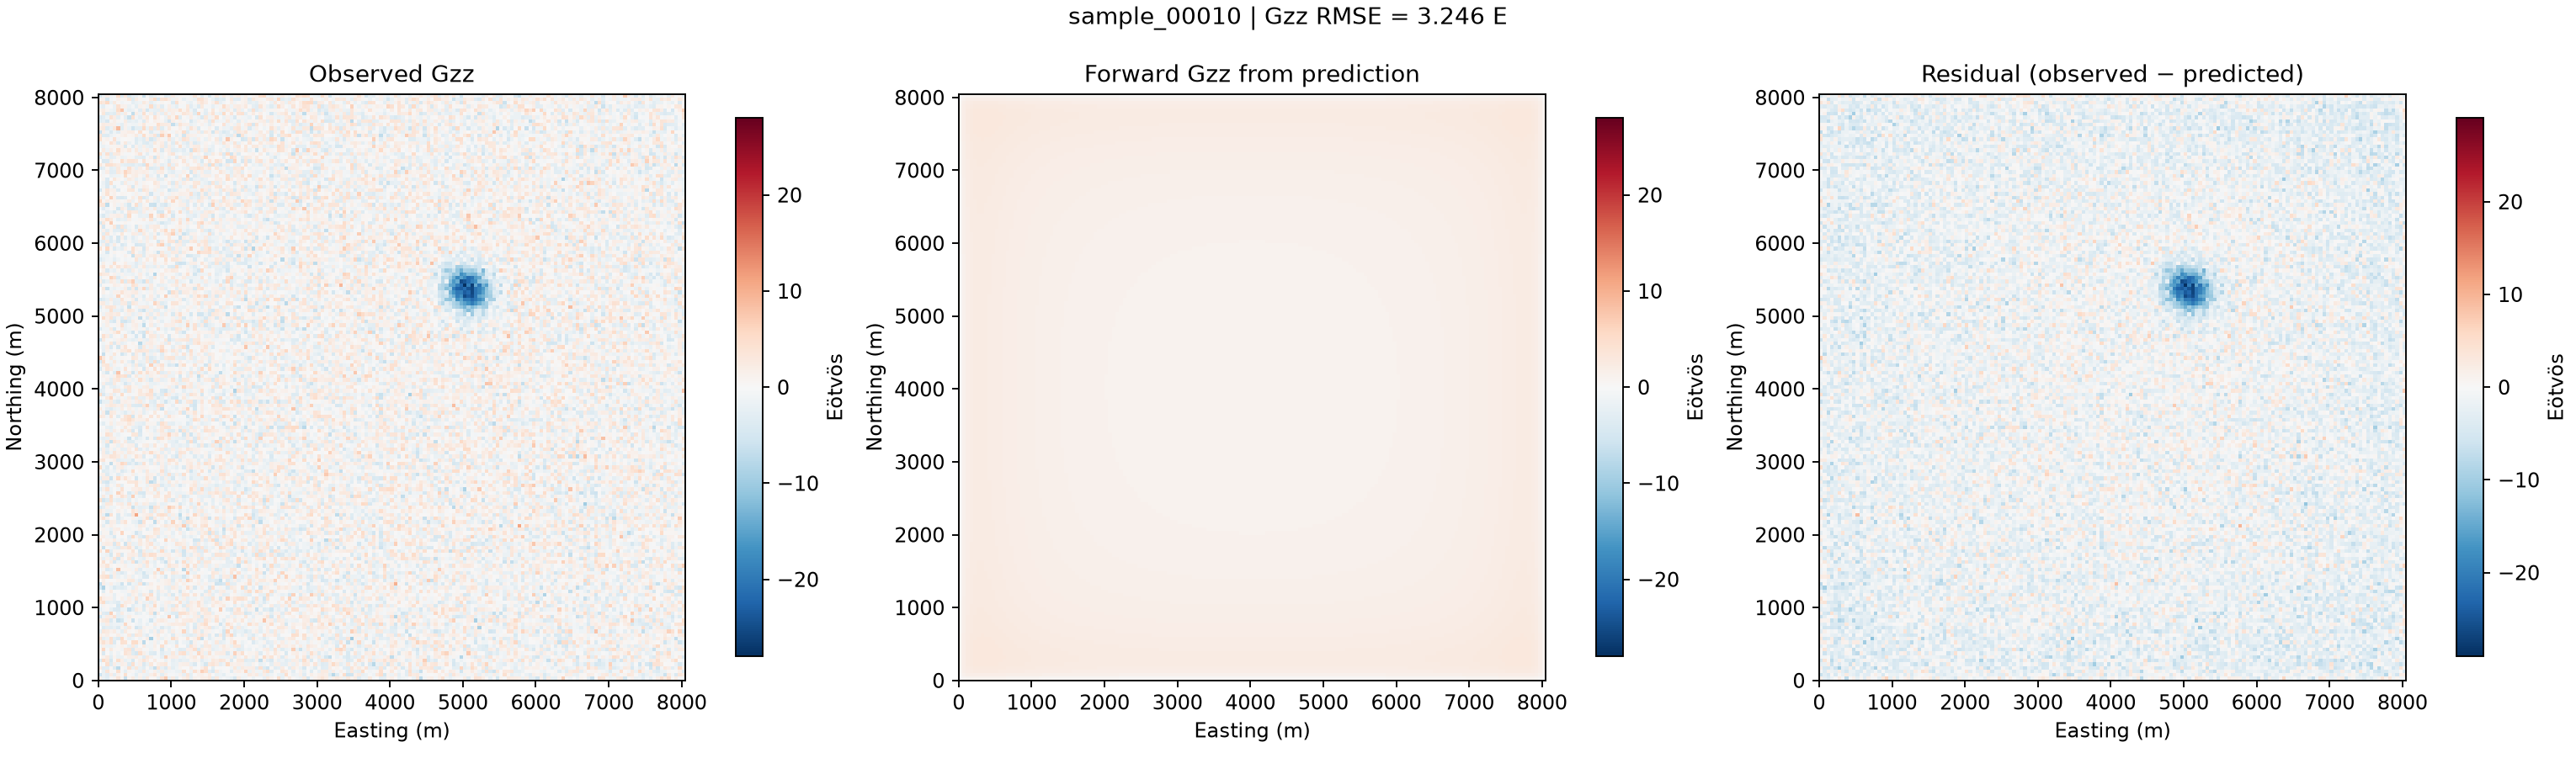 sample_00010 | Gzz RMSE = 3.246 E
Observed Gzz
8000
7000
6000
5000
4000
3000
2000
1000
0
Northing (m)
0 1000 2000 3000 4000 5000 6000 7000 8000
Easting (m)
20
10
0
−10
−20
Eötvös
Forward Gzz from prediction
8000
7000
6000
5000
4000
3000
2000
1000
0
Northing (m)
0 1000 2000 3000 4000 5000 6000 7000 8000
Easting (m)
20
10
0
−10
−20
Eötvös
Residual (observed − predicted)
8000
7000
6000
5000
4000
3000
2000
1000
0
Northing (m)
0 1000 2000 3000 4000 5000 6000 7000 8000
Easting (m)
20
10
0
−10
−20
Eötvös